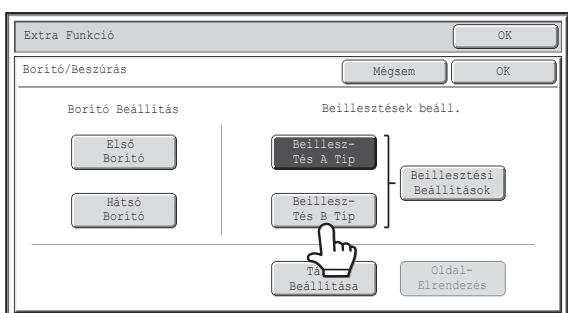 Extra Funkció
OK
Borító/Beszúrás
Mégsem
OK
Borító Beállítás
Beillesztések beáll.
Első
Borító
Beillesz-
Tés A Típ
Beillesztési
Beállítások
Hátsó
Borító
Beillesz-
Tés B Típ
Beállítása
Oldal-
Elrendezés